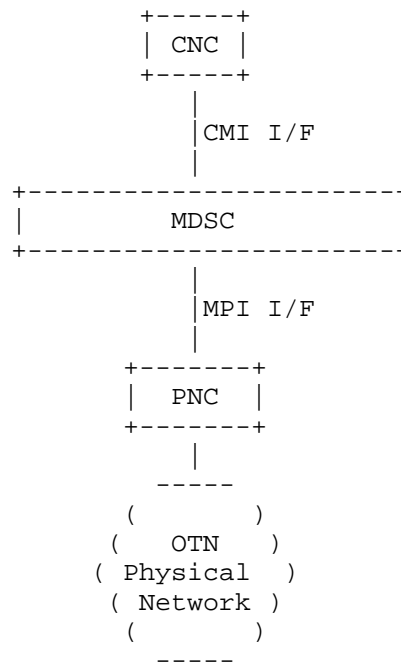 CNC
CMI I/F
MDSC
MPI I/F
PNC
OTN
Physical
Network